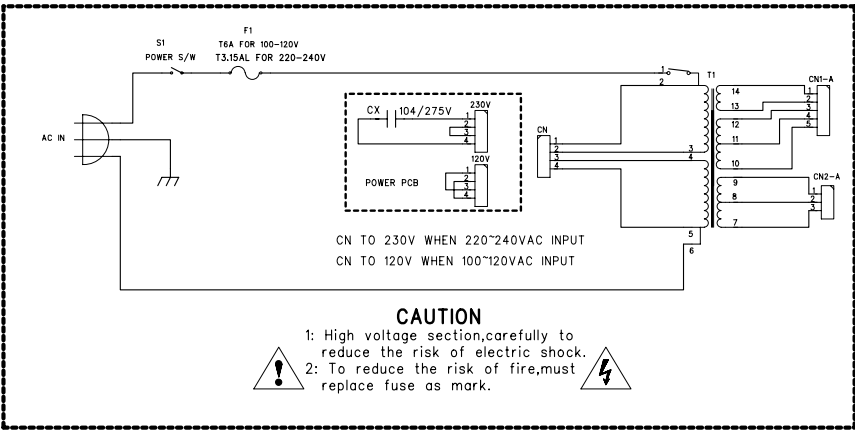 F1
S1
T6A FOR 100-120V
POWER S/W
T3.15AL FOR 220-240V
1
2
T1
14
13
12
11
10
9
8
7
CN1-A
1
2
3
4
5
CN2-A
1
2
3
CX
104/275V
230V
1
2
3
4
120V
1
2
3
4
POWER PCB
CN
1
2
3
4
3
4
5
6
AC IN
CN TO 230V WHEN 220~240VAC INPUT
CN TO 120V WHEN 100~120VAC INPUT
CAUTION
1: High voltage section,carefully to
reduce the risk of electric shock.
2: To reduce the risk of fire,must
replace fuse as mark.
!